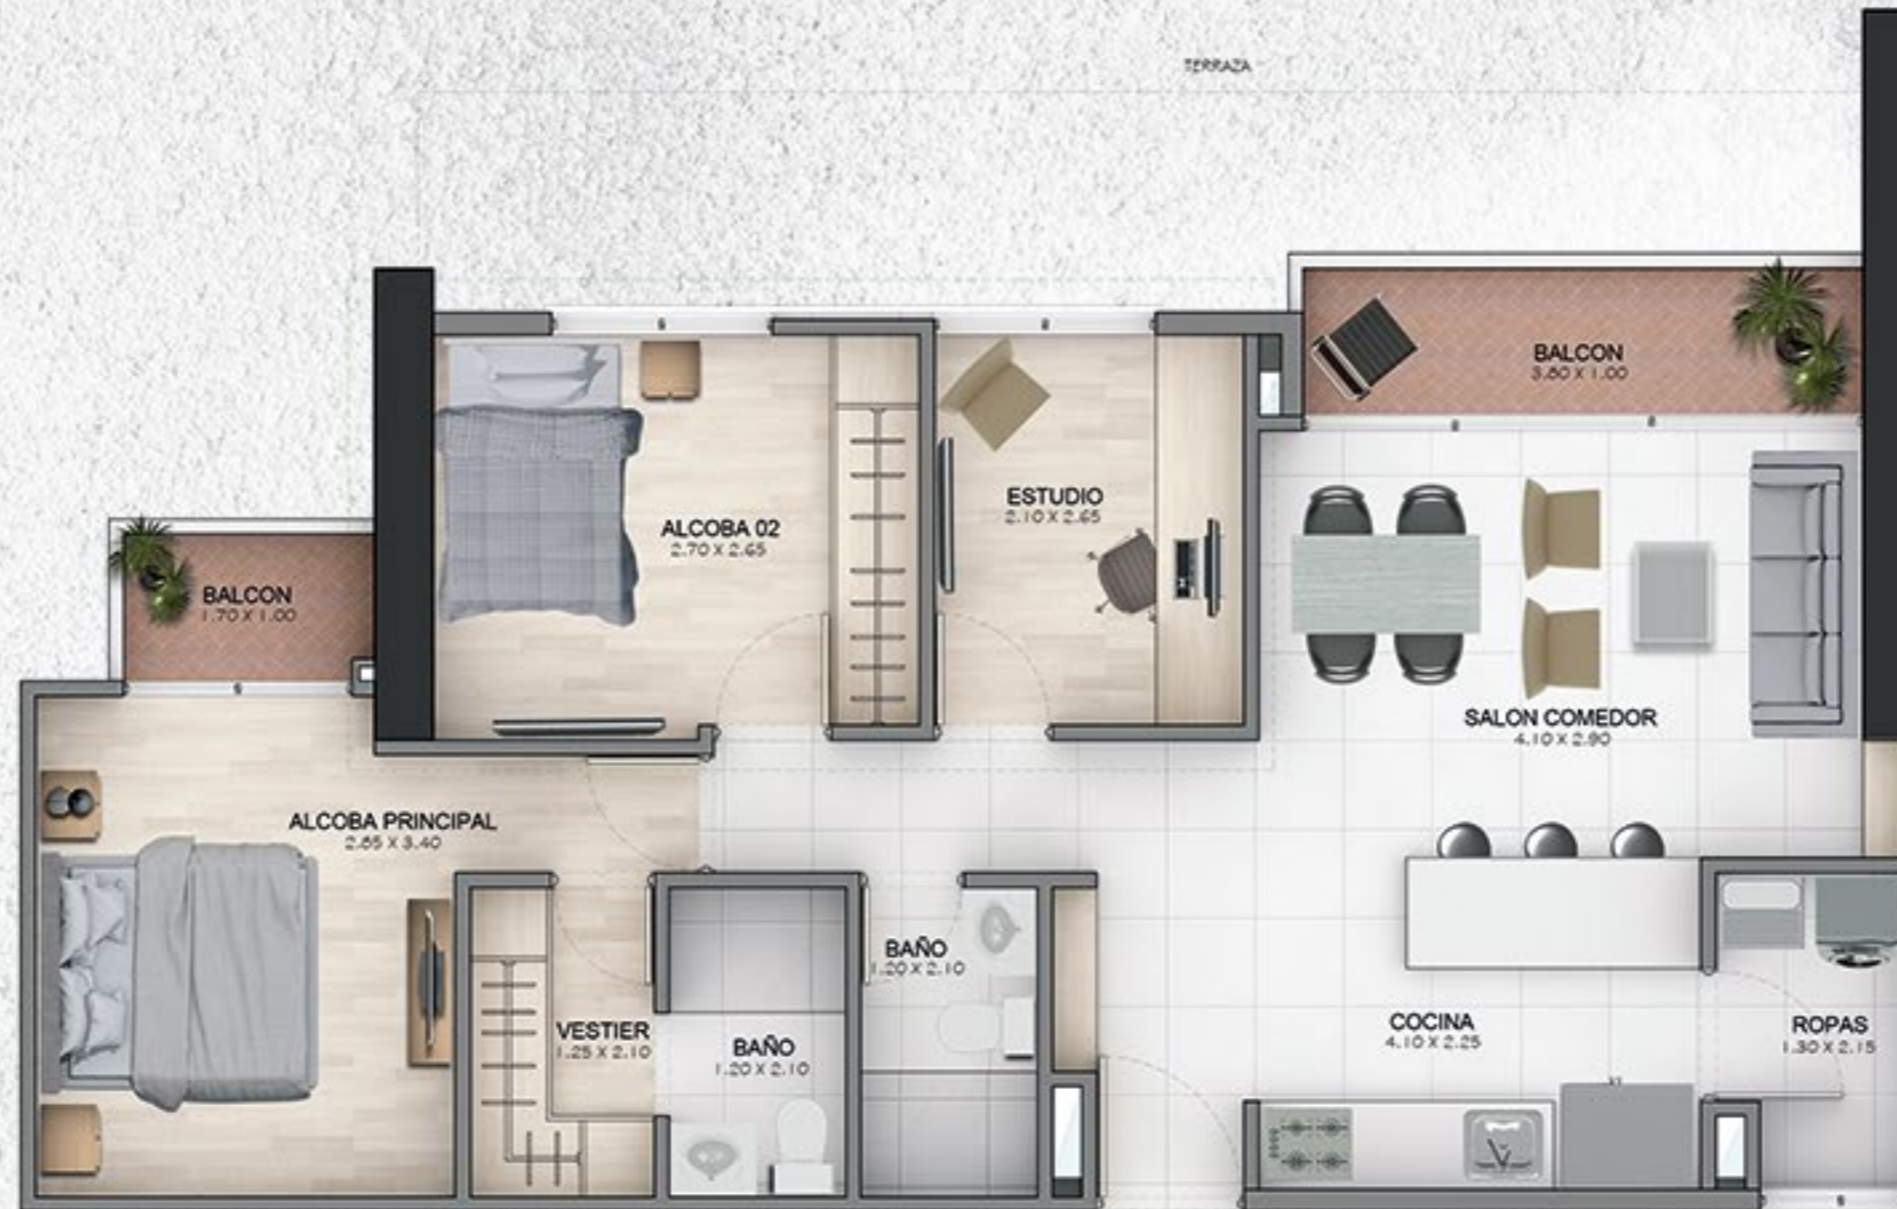 TERRAZA
BALCON
3.60 X 1.00
ESTUDIO
2.10 X 2.65
ALCOBA 02
2.70 X 2.65
BALCON
1.70 X 1.00
SALON COMEDOR
4.10 X 2.90
ALCOBA PRINCIPAL
2.65 X 3.40
BAÑO
1.20 X 2.10
VESTIER
1.25 X 2.10
BAÑO
1.20 X 2.10
COCINA
4.10 X 2.25
ROPAS
1.30 X 2.15